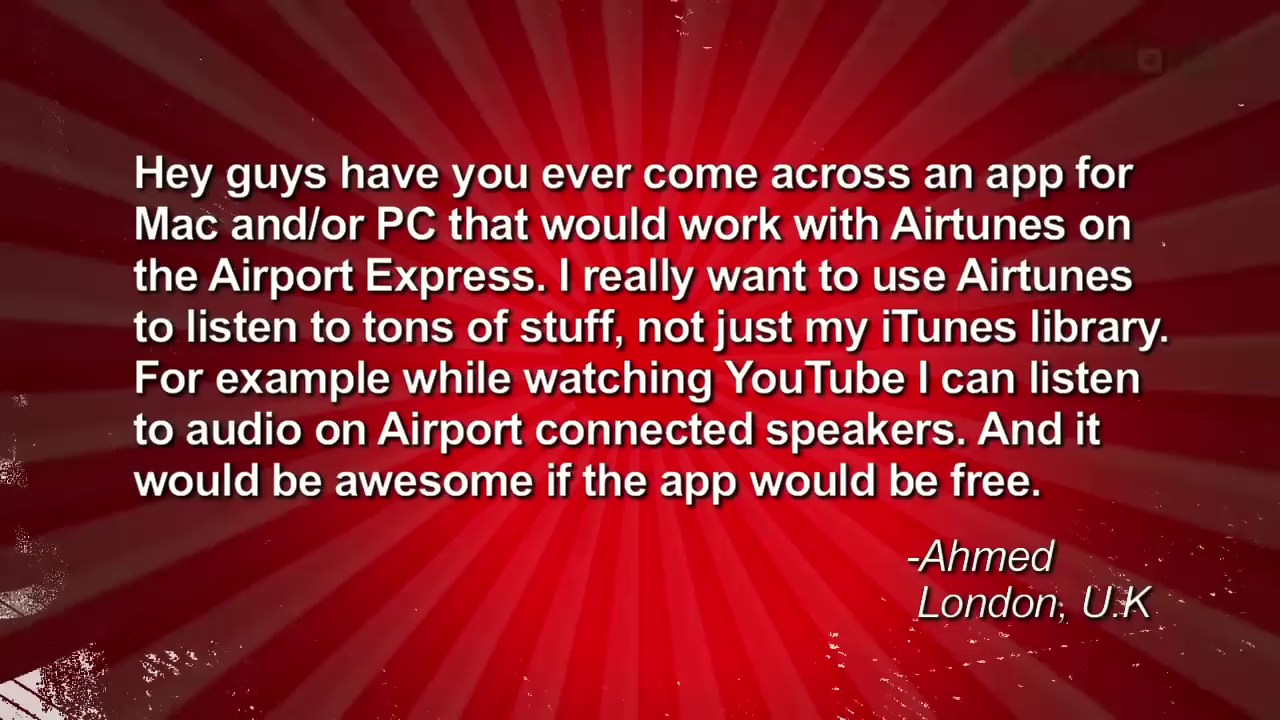 Hey guys have you ever come across an app for
Mac and/or PC that would work with Airtunes on
the Airport Express. I really want to use Airtunes
to listen to tons of stuff, not just my iTunes library.
For example while watching YouTube I can listen
to audio on Airport connected speakers. And it
would be awesome if the app would be free.
-Ahmed
London, U.K